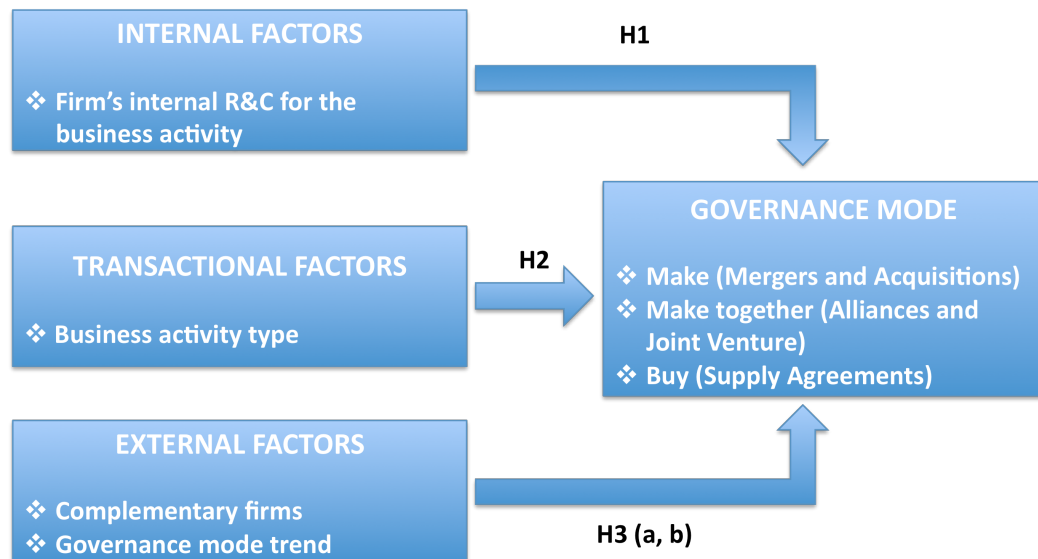 INTERNAL FACTORS
❖ Firm's internal R&C for the
business activity
H1
TRANSACTIONAL FACTORS
❖ Business activity type
H2
GOVERNANCE MODE
❖ Make (Mergers and Acquisitions)
❖ Make together (Alliances and
Joint Venture)
❖ Buy (Supply Agreements)
EXTERNAL FACTORS
❖ Complementary firms
❖ Governance mode trend
H3 (a, b)